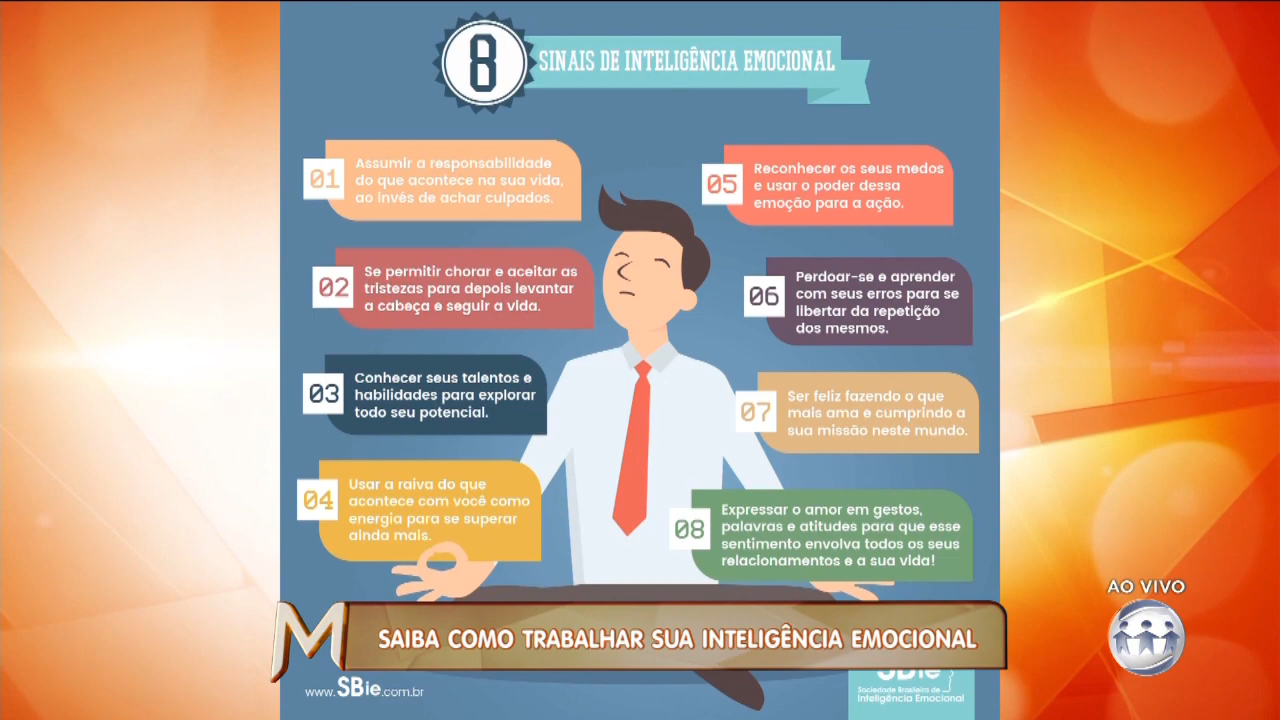 8
SINAIS DE INTELIGÊNCIA EMOCIONAL
01
Assumir a responsabilidade
do que acontece na sua vida,
ao invés de achar culpados.
02
Se permitir chorar e aceitar as
tristezas para depois levantar
a cabeça e seguir a vida.
03
Conhecer seus talentos e
habilidades para explorar
todo seu potencial.
04
Usar a raiva do que
acontece com você como
energia para se superar
ainda mais.
05
Reconhecer os seus medos
e usar o poder dessa
emoção para a ação.
06
Perdoar-se e aprender
com seus erros para se
libertar da repetição
dos mesmos.
07
Ser feliz fazendo o que
mais ama e cumprindo a
sua missão neste mundo.
08
Expressar o amor em gestos,
palavras e atitudes para que esse
sentimento envolva todos os seus
relacionamentos e a sua vida!
AO VIVO
M SAIBA COMO TRABALHAR SUA INTELIGÊNCIA EMOCIONAL
www.SBie.com.br
SBie
Sociedade Brasileira de
Inteligência Emocional